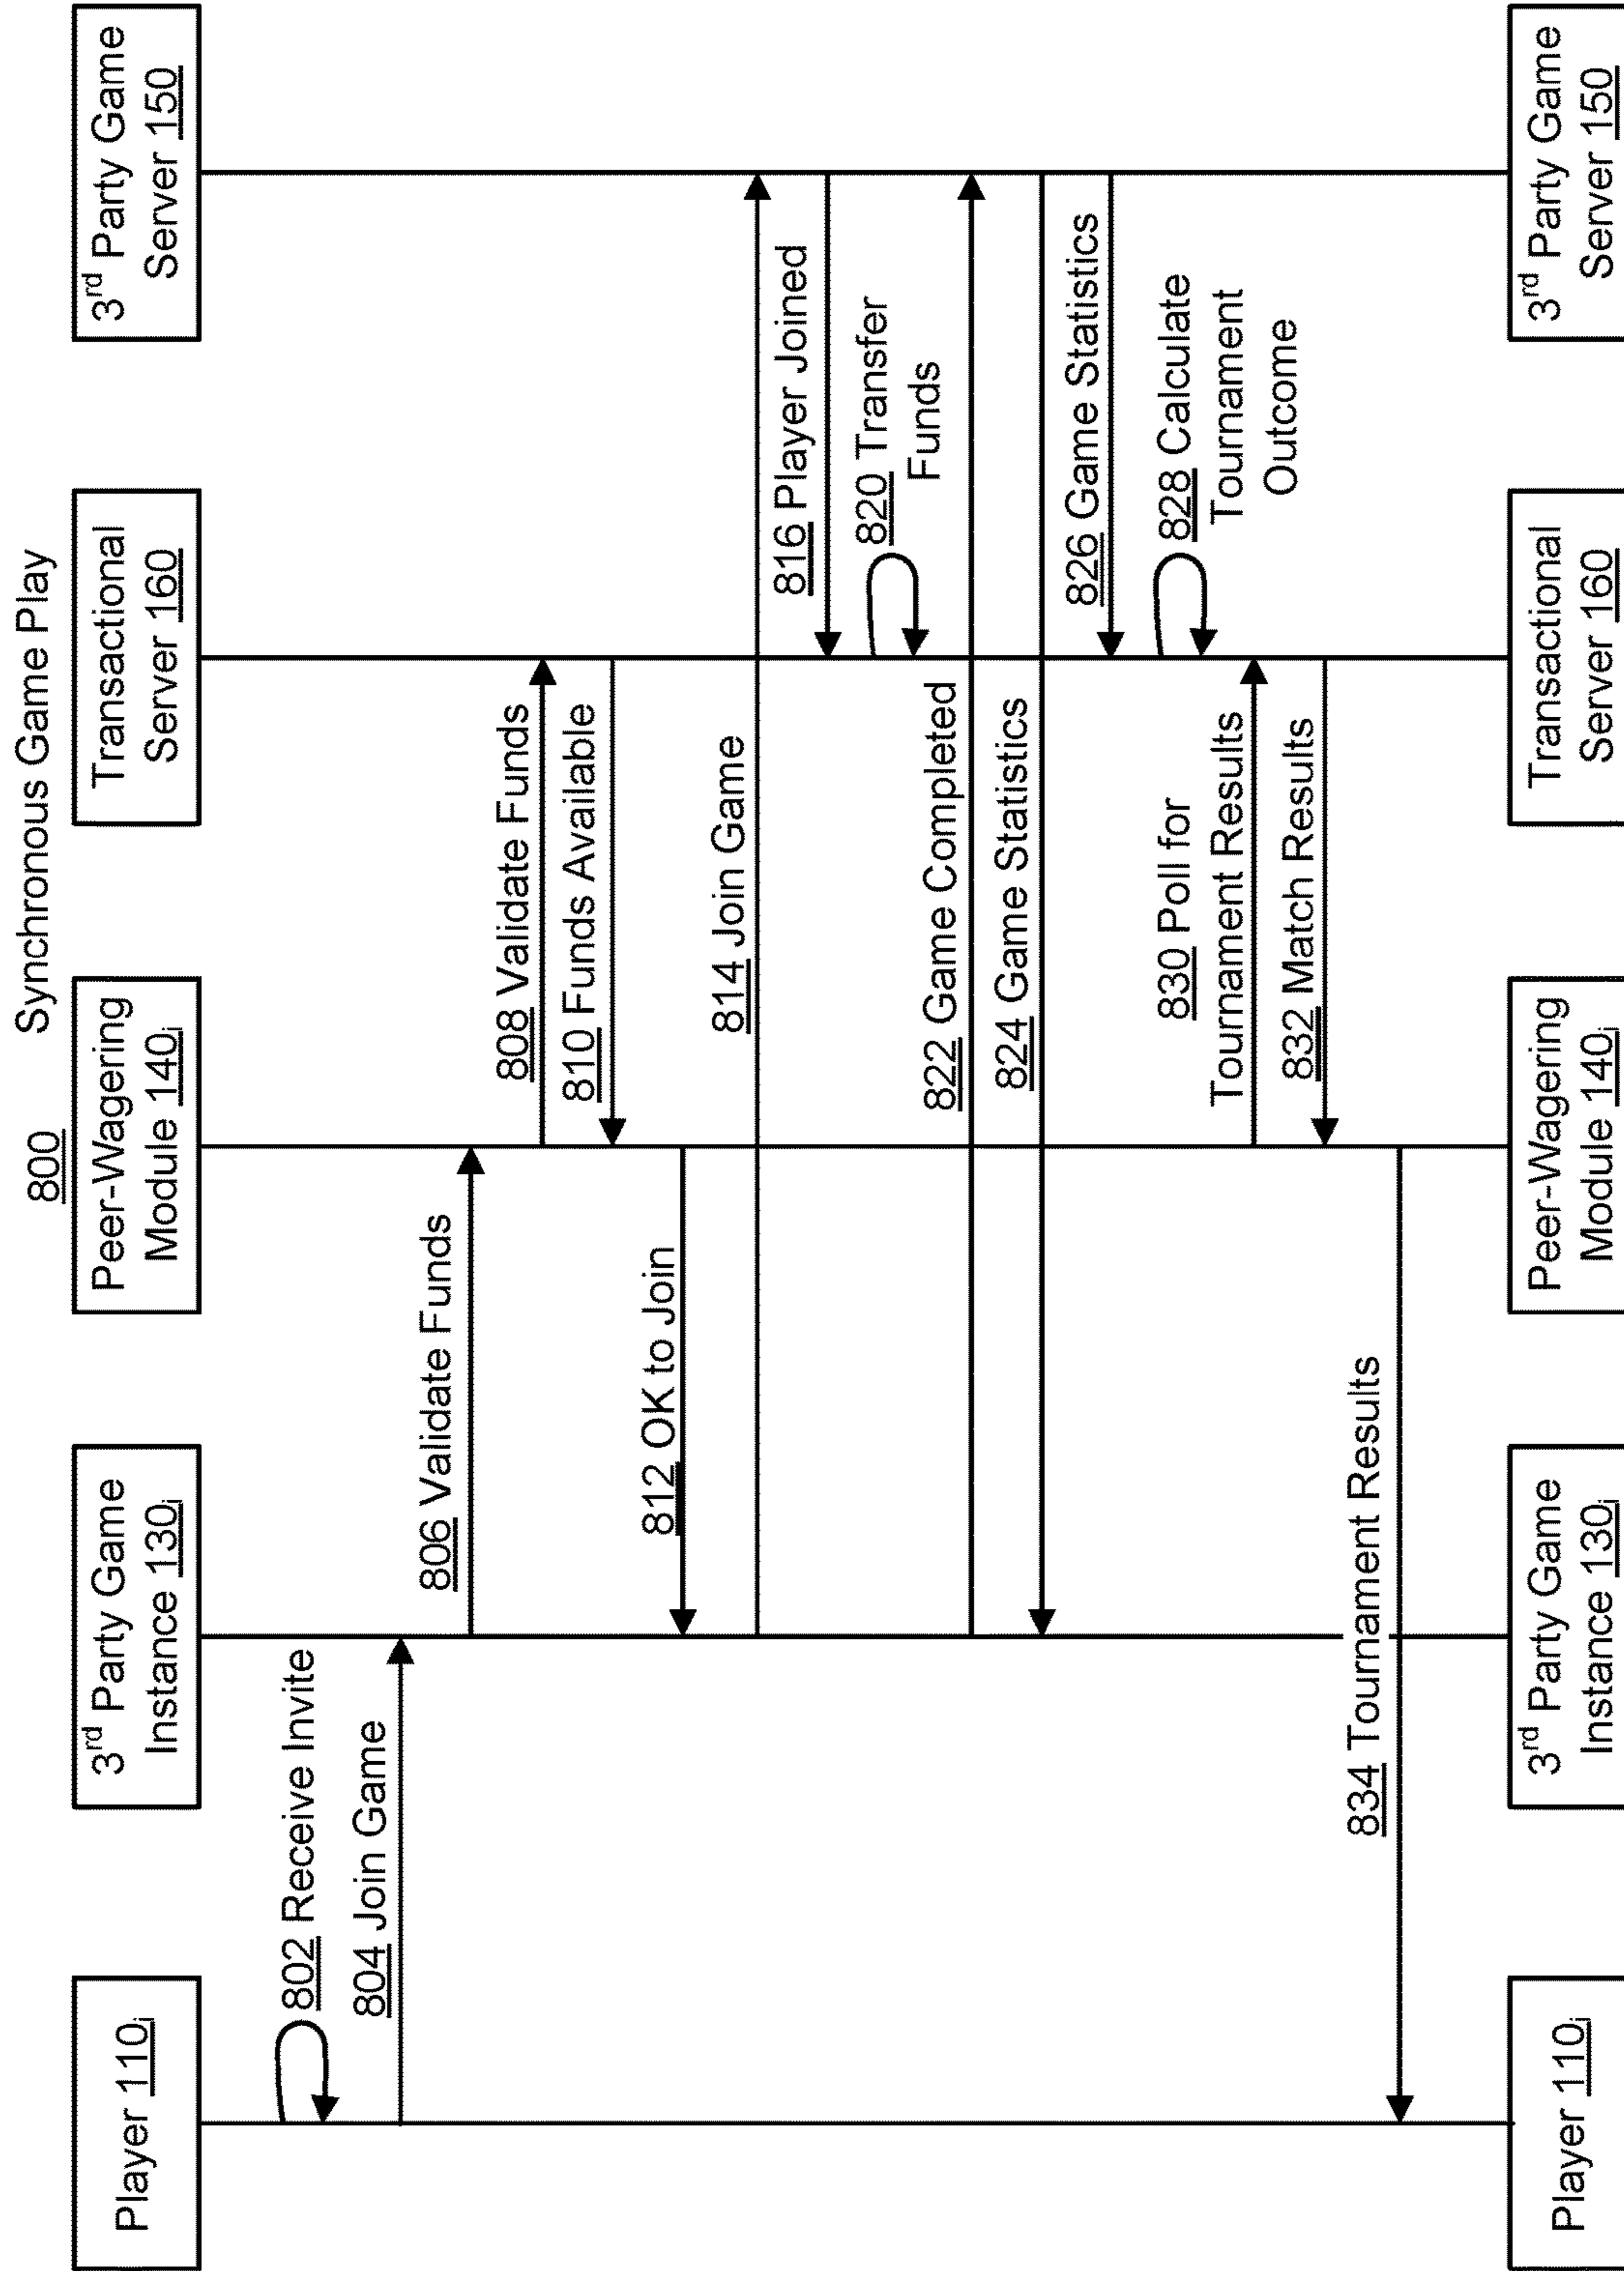 Synchronous Game Play
800
Player 110i
3rd Party Game
Instance 130i
Peer-Wagering
Module 140i
Transactional
Server 160
3rd Party Game
Server 150
802 Receive Invite
804 Join Game
806 Validate Funds
808 Validate Funds
810 Funds Available
812 OK to Join
814 Join Game
816 Player Joined
820 Transfer
Funds
822 Game Completed
824 Game Statistics
826 Game Statistics
828 Calculate
Tournament
Outcome
830 Poll for
Tournament Results
832 Match Results
834 Tournament Results
Player 110i
3rd Party Game
Instance 130i
Peer-Wagering
Module 140i
Transactional
Server 160
3rd Party Game
Server 150